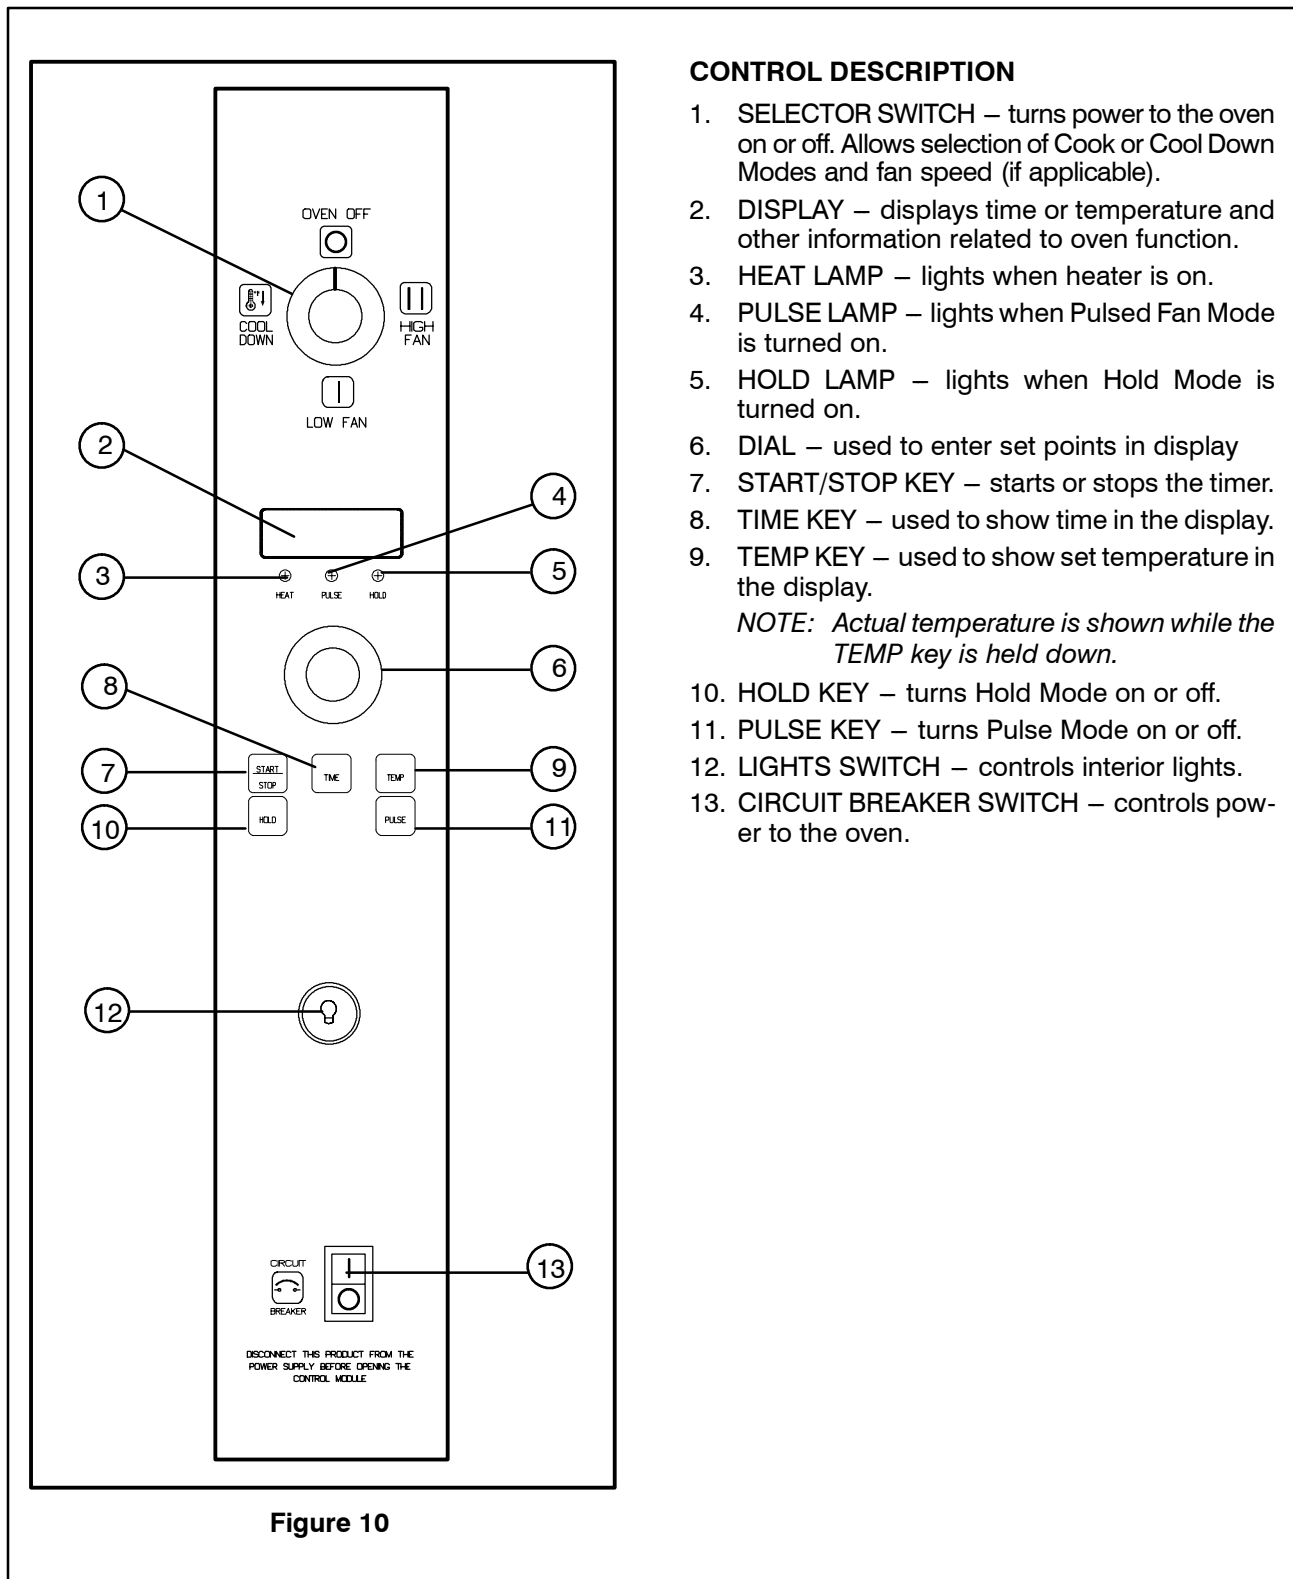 1
OVEN OFF
COOL
DOWN
HIGH
FAN
LOW FAN
2
4
3
5
HEAT
PULSE
HOLD
6
8
7
START
STOP
TIME
TEMP
9
10
HOLD
PULSE
11
12
CIRCUIT
BREAKER
13
DISCONNECT THIS PRODUCT FROM THE
POWER SUPPLY BEFORE OPENING THE
CONTROL MODULE
Figure 10
CONTROL DESCRIPTION
1. SELECTOR SWITCH – turns power to the oven
on or off. Allows selection of Cook or Cool Down
Modes and fan speed (if applicable).
2. DISPLAY – displays time or temperature and
other information related to oven function.
3. HEAT LAMP – lights when heater is on.
4. PULSE LAMP – lights when Pulsed Fan Mode
is turned on.
5. HOLD LAMP – lights when Hold Mode is
turned on.
6. DIAL – used to enter set points in display
7. START/STOP KEY – starts or stops the timer.
8. TIME KEY – used to show time in the display.
9. TEMP KEY – used to show set temperature in
the display.
NOTE: Actual temperature is shown while the
TEMP key is held down.
10. HOLD KEY – turns Hold Mode on or off.
11. PULSE KEY – turns Pulse Mode on or off.
12. LIGHTS SWITCH – controls interior lights.
13. CIRCUIT BREAKER SWITCH – controls pow-
er to the oven.